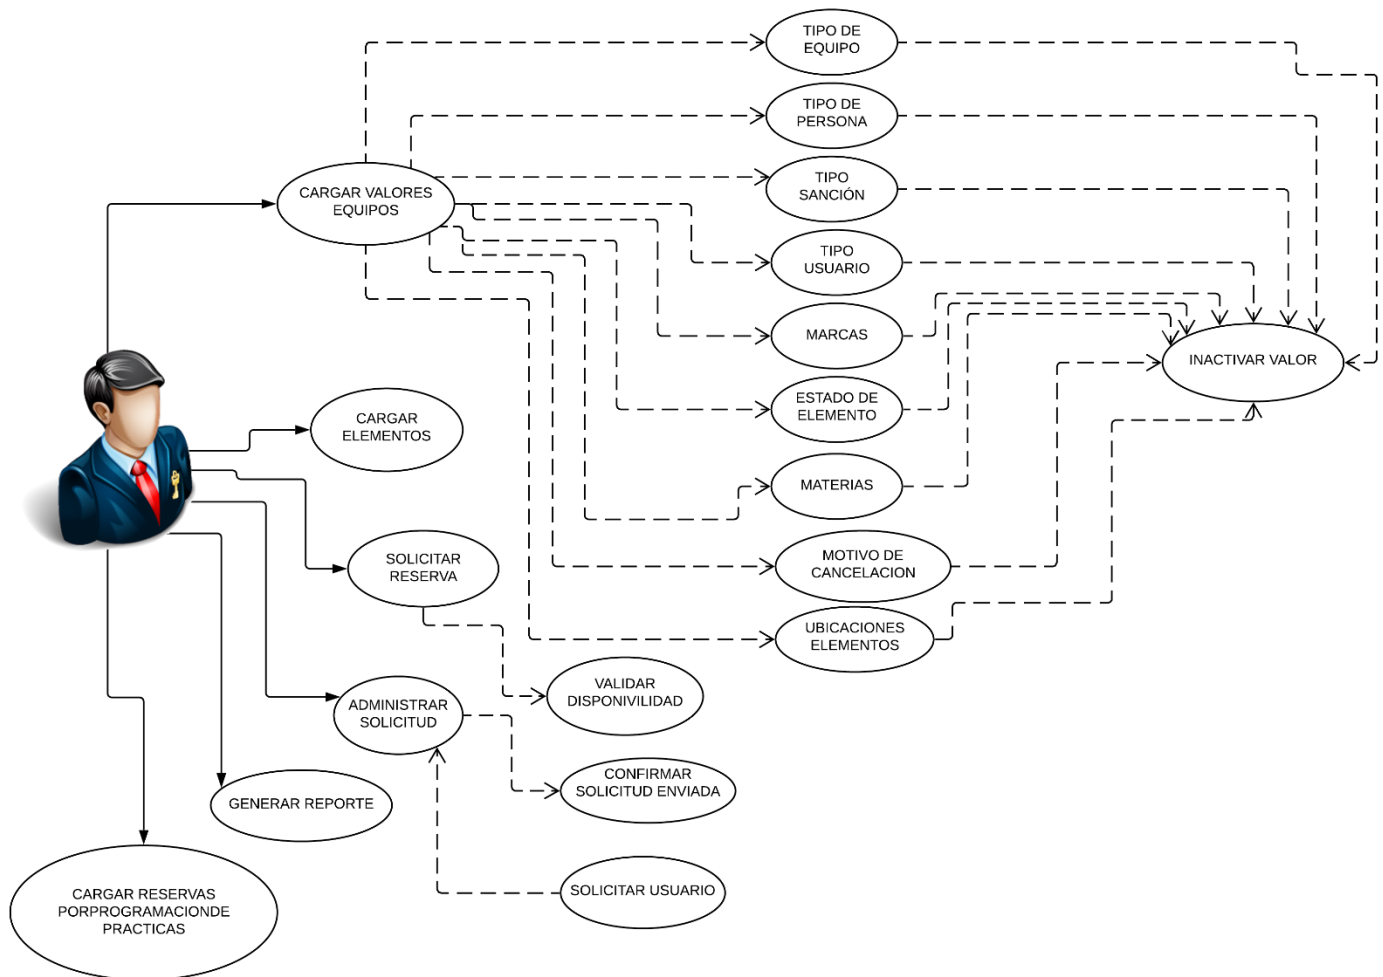 TIPO DE
EQUIPO
TIPO DE
PERSONA
TIPO
SANCIÓN
CARGAR VALORES
EQUIPOS
TIPO
USUARIO
MARCAS
INACTIVAR VALOR
ESTADO DE
ELEMENTO
CARGAR
ELEMENTOS
MATERIAS
SOLICITAR
RESERVA
MOTIVO DE
CANCELACION
UBICACIONES
ELEMENTOS
VALIDAR
DISPONIVILIDAD
ADMINISTRAR
SOLICITUD
CONFIRMAR
SOLICITUD ENVIADA
GENERAR REPORTE
SOLICITAR USUARIO
CARGAR RESERVAS
PORPROGRAMACIONDE
PRACTICAS